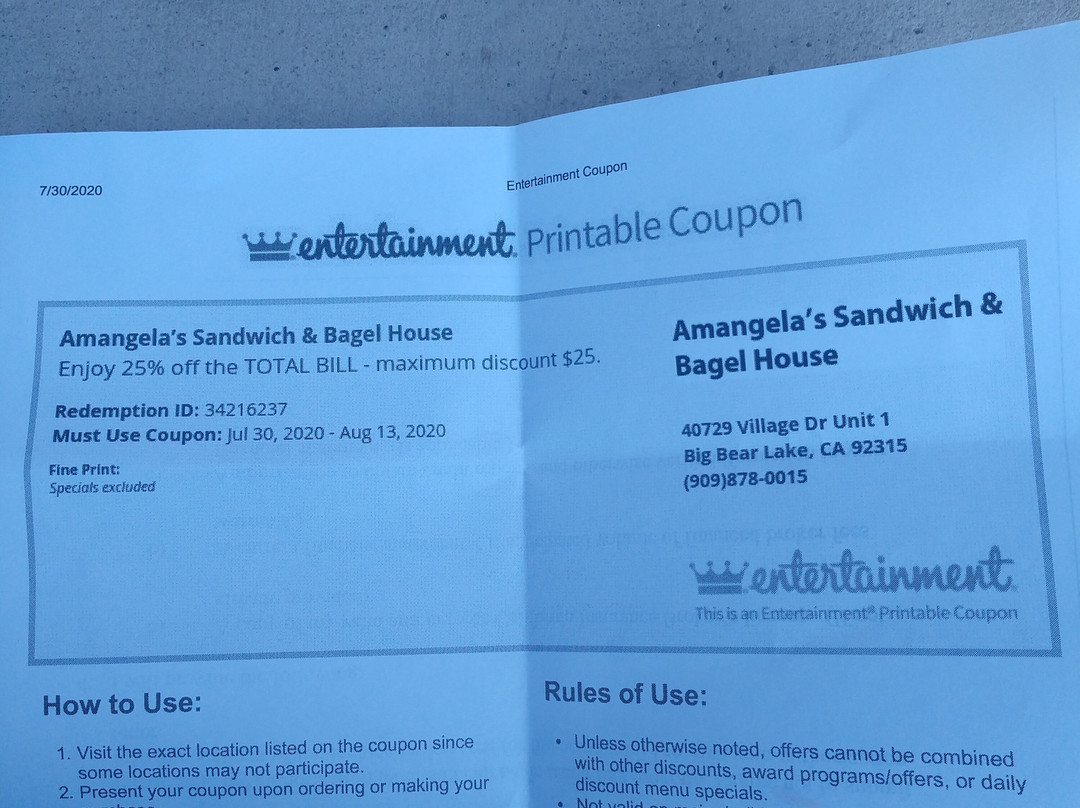 7/30/2020
Entertainment Coupon
entertainment. Printable Coupon
Amangela's Sandwich & Bagel House
Enjoy 25% off the TOTAL BILL - maximum discount $25.
Redemption ID: 34216237
Must Use Coupon: Jul 30, 2020 - Aug 13, 2020
Fine Print:
Specials excluded
Amangela's Sandwich &
Bagel House
40729 Village Dr Unit 1
Big Bear Lake, CA 92315
(909)878-0015
entertainment.
This is an Entertainment® Printable Coupon
How to Use:
1. Visit the exact location listed on the coupon since
some locations may not participate.
2. Present your coupon upon ordering or making your
Rules of Use:
• Unless otherwise noted, offers cannot be combined
with other discounts, award programs/offers, or daily
discount menu specials.
• Not valid on